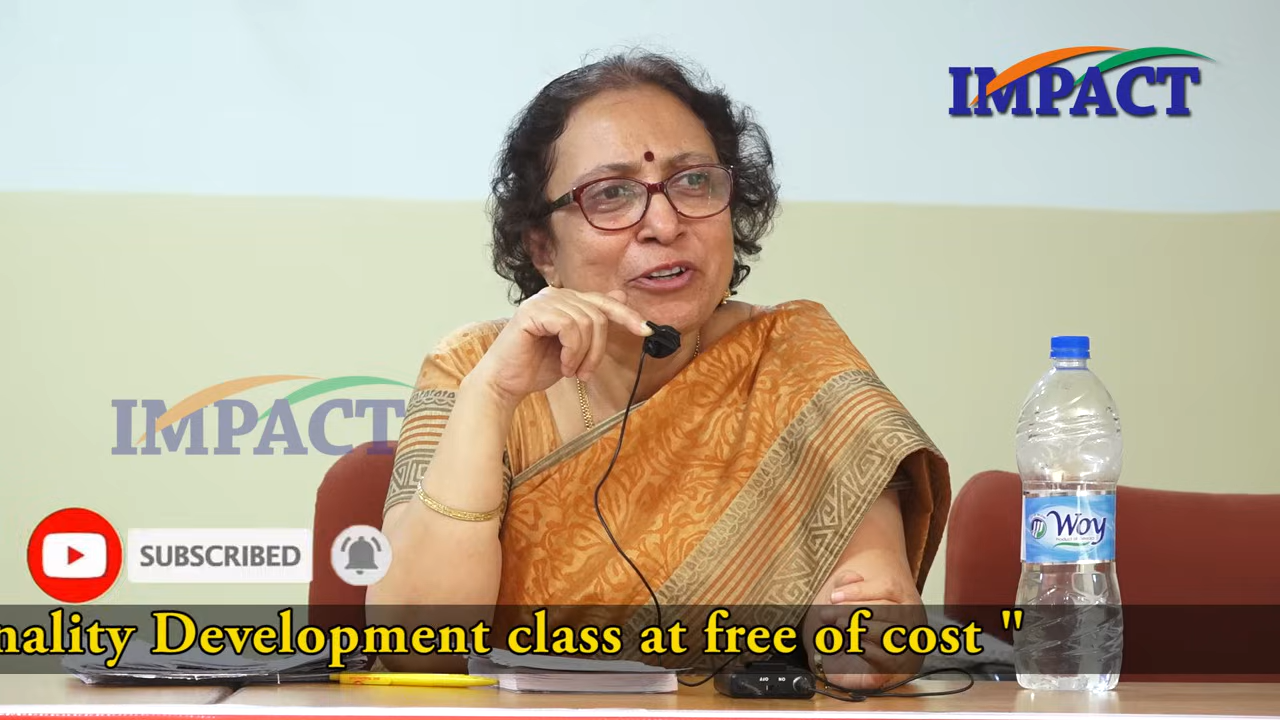 IMPACT
IMPACT
SUBSCRIBED
Woy
nality Development class at free of cost "